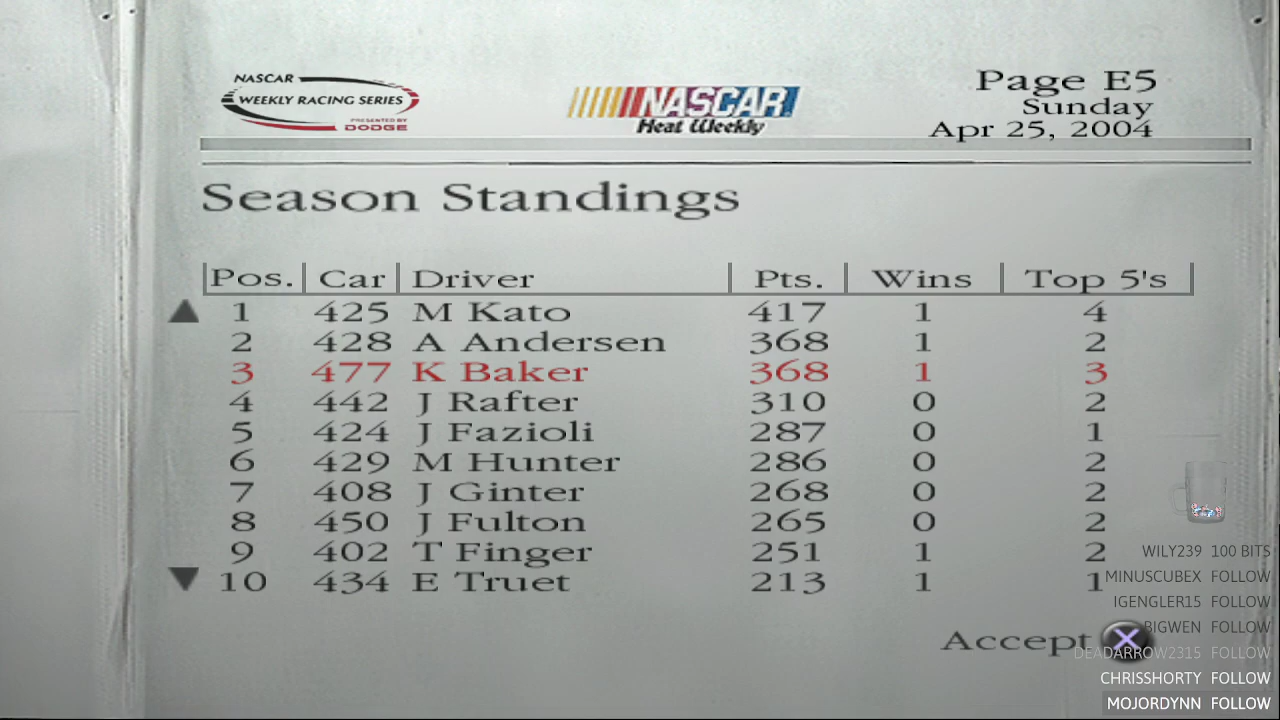 NASCAR
WEEKLY RACING SERIES
PRESENTED BY
DODGE
NASCAR
Heat Weekly
Page E5
Sunday
Apr 25, 2004
Season Standings
Pos. Car Driver Pts. Wins Top 5's
1 425 M Kato 417 1 4
2 428 A Andersen 368 1 2
3 477 K Baker 368 1 3
4 442 J Rafter 310 0 2
5 424 J Fazioli 287 0 1
6 429 M Hunter 286 0 2
7 408 J Ginter 268 0 2
8 450 J Fulton 265 0 2
9 402 T Finger 251 1 2
10 434 E Truet 213 1 1
Accept
WILY239 100 BITS
MINUSCUBEX FOLLOW
IGENGLER15 FOLLOW
BIGWEN FOLLOW
DEADARROW2315 FOLLOW
CHRISSHORTY FOLLOW
MOJORDYNN FOLLOW